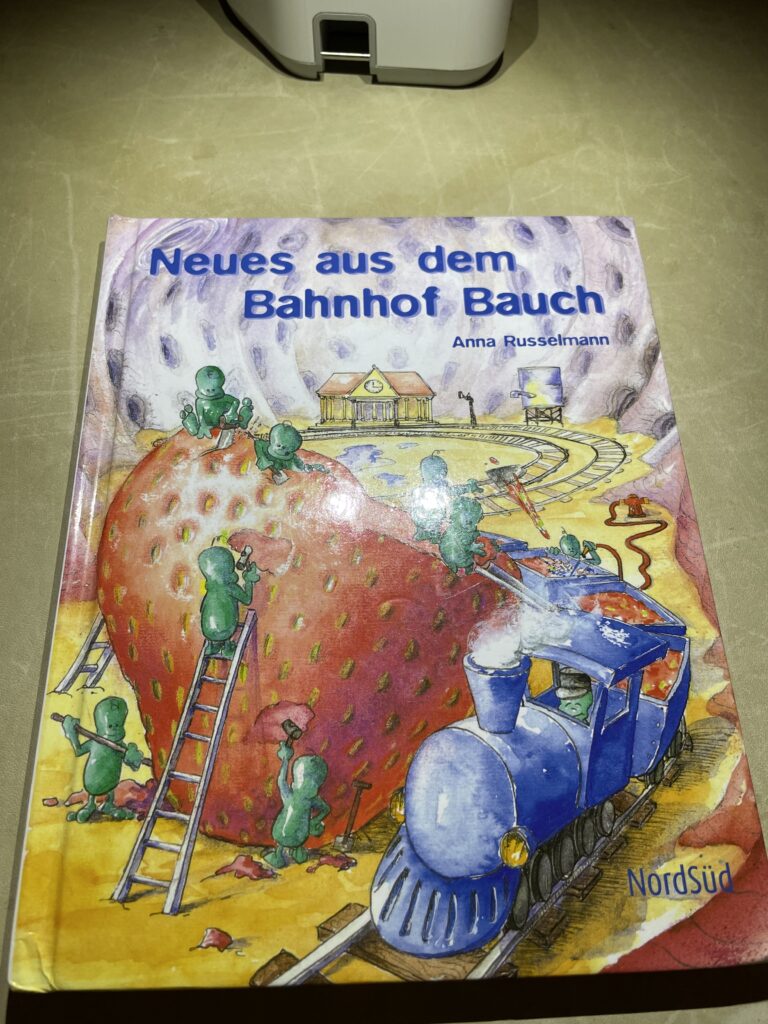 Neues aus dem
Bahnhof Bauch
Anna Russelmann
NordSüd